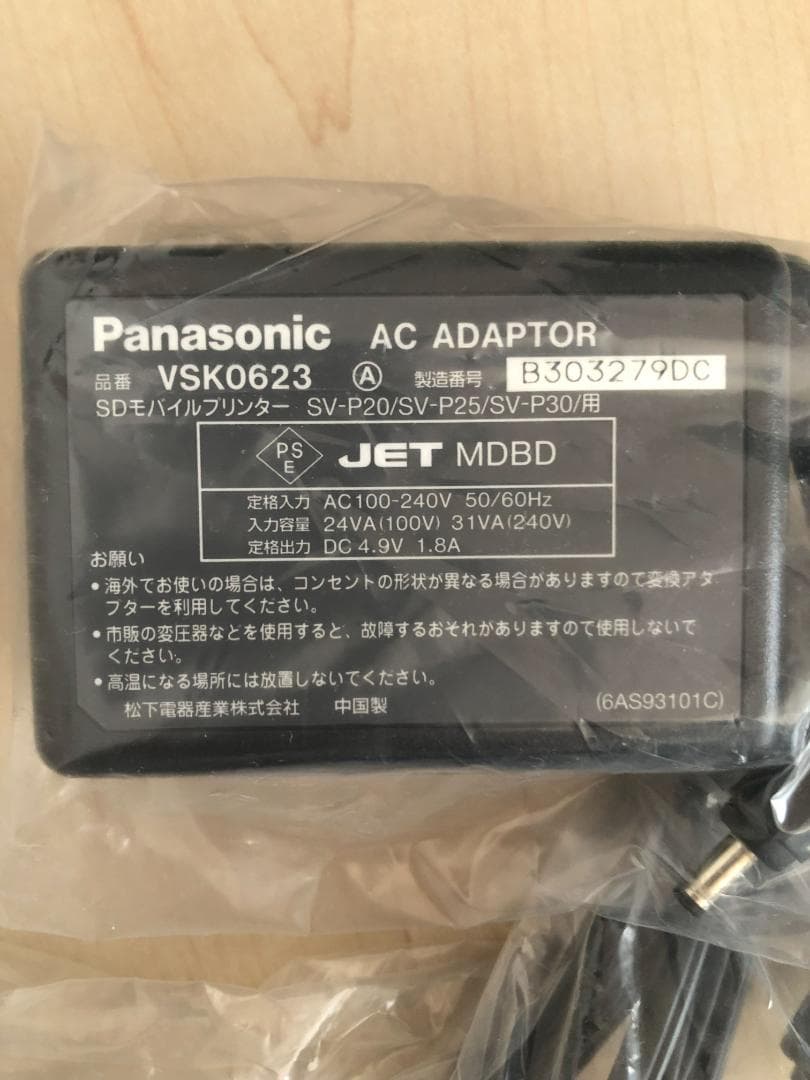 Panasonic AC ADAPTOR
品番 VSK0623 Ⓐ 製造番号 B303279DC
SDモバイルプリンター SV-P20/SV-P25/SV-P30/用
PSE JET MDBD
定格入力 AC100-240V 50/60Hz
入力容量 24VA(100V) 31VA(240V)
定格出力 DC 4.9V 1.8A
お願い
•海外でお使いの場合は、コンセントの形状が異なる場合がありますので変換アダ
プターを利用してください。
•市販の変圧器などを使用すると、故障するおそれがありますので使用しないで
ください。
•高温になる場所には放置しないでください。
松下電器産業株式会社 中国製 (6AS93101C)